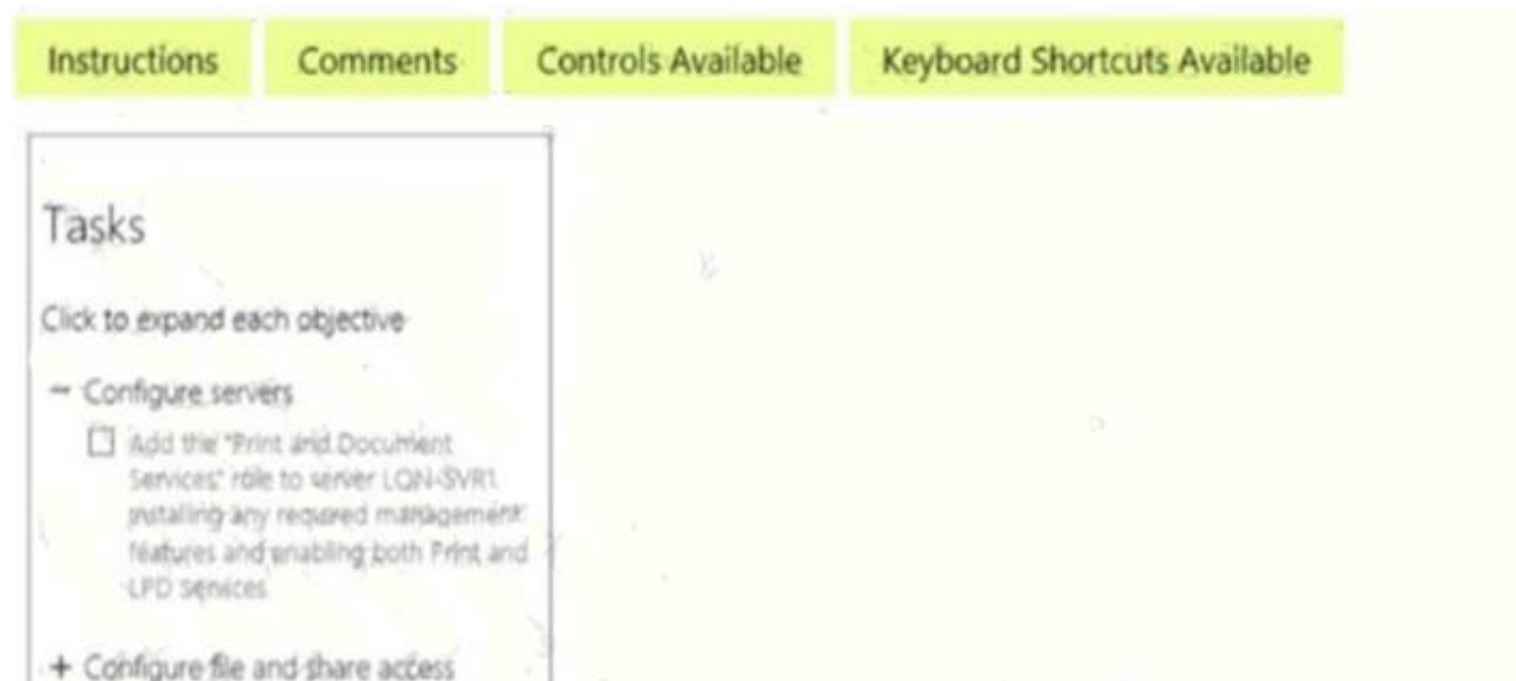 Instructions Comments Controls Available Keyboard Shortcuts Available
Tasks
Click to expand each objective
− Configure servers
Add the "Print and Document
Services" role to server LON-SVR1
installing any required management
features and enabling both Print and
LPD Services
+ Configure file and share access